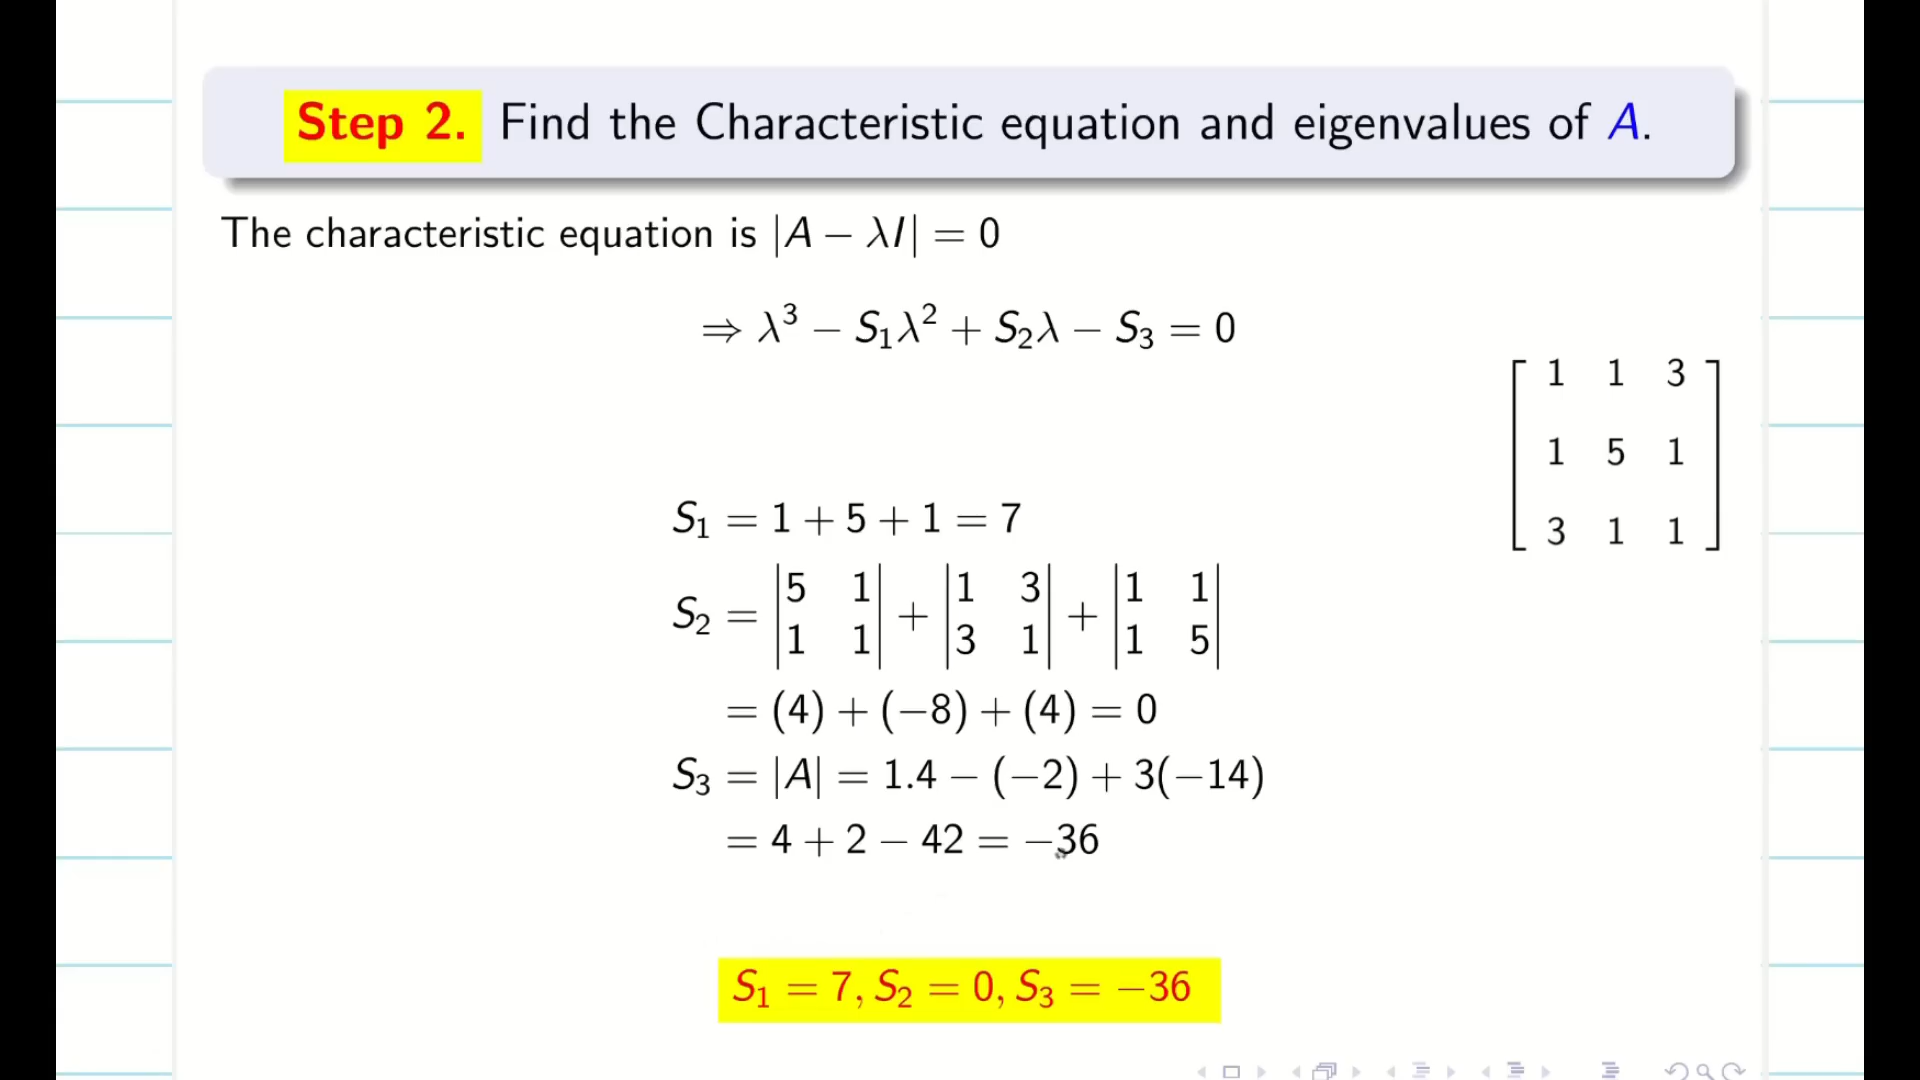 Step 2. Find the Characteristic equation and eigenvalues of A.
The characteristic equation is |A − λI| = 0
⇒ λ³ − S₁λ² + S₂λ − S₃ = 0
1 1 3
1 5 1
3 1 1
S₁ = 1 + 5 + 1 = 7
S₂ = |5 1; 1 1| + |1 3; 3 1| + |1 1; 1 5|
= (4) + (−8) + (4) = 0
S₃ = |A| = 1.4 − (−2) + 3(−14)
= 4 + 2 − 42 = −36
S₁ = 7, S₂ = 0, S₃ = −36